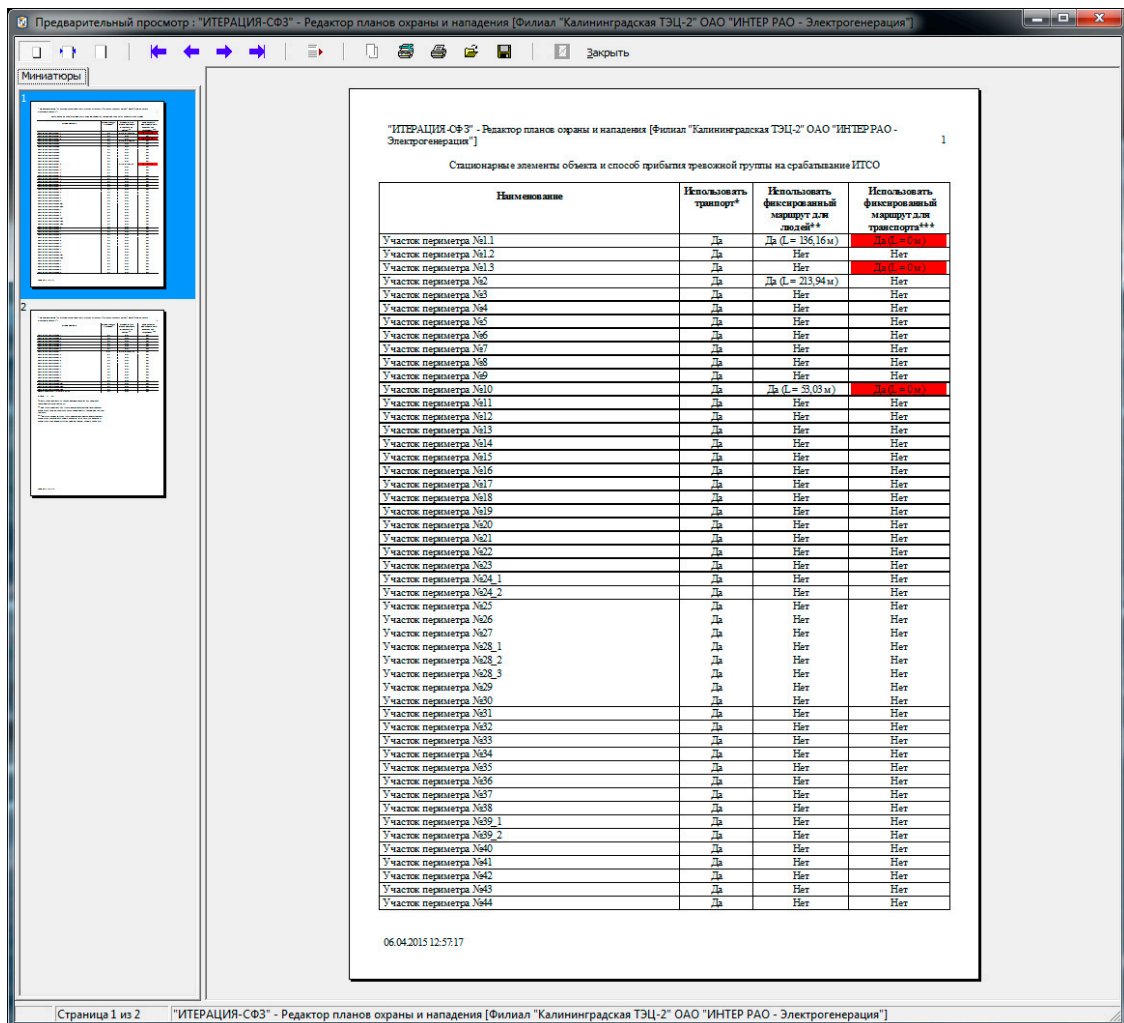 Предварительный просмотр : "ИТЕРАЦИЯ-СФЗ" - Редактор планов охраны и нападения [Филиал "Калининградская ТЭЦ-2" ОАО "ИНТЕР РАО - Электрогенерация"]
Закрыть
Миниатюры
1
2
"ИТЕРАЦИЯ-СФЗ" - Редактор планов охраны и нападения [Филиал "Калининградская ТЭЦ-2" ОАО "ИНТЕР РАО -
Электрогенерация"] 1
Стационарные элементы объекта и способ прибытия тревожной группы на срабатывание ИТСО
Наименование Использовать Использовать Использовать
транпорт* фиксированный фиксированный
маршрут для маршрут для
людей** транспорта***
Участок периметра №1.1 Да Да (L = 136,16 м) Да (L = 0 м)
Участок периметра №1.2 Да Нет Нет
Участок периметра №1.3 Да Нет Да (L = 0 м)
Участок периметра №2 Да Да (L = 213,94 м) Нет
Участок периметра №3 Да Нет Нет
Участок периметра №4 Да Нет Нет
Участок периметра №5 Да Нет Нет
Участок периметра №6 Да Нет Нет
Участок периметра №7 Да Нет Нет
Участок периметра №8 Да Нет Нет
Участок периметра №9 Да Нет Нет
Участок периметра №10 Да Да (L = 53,03 м) Да (L = 0 м)
Участок периметра №11 Да Нет Нет
Участок периметра №12 Да Нет Нет
Участок периметра №13 Да Нет Нет
Участок периметра №14 Да Нет Нет
Участок периметра №15 Да Нет Нет
Участок периметра №16 Да Нет Нет
Участок периметра №17 Да Нет Нет
Участок периметра №18 Да Нет Нет
Участок периметра №19 Да Нет Нет
Участок периметра №20 Да Нет Нет
Участок периметра №21 Да Нет Нет
Участок периметра №22 Да Нет Нет
Участок периметра №23 Да Нет Нет
Участок периметра №24_1 Да Нет Нет
Участок периметра №24_2 Да Нет Нет
Участок периметра №25 Да Нет Нет
Участок периметра №26 Да Нет Нет
Участок периметра №27 Да Нет Нет
Участок периметра №28_1 Да Нет Нет
Участок периметра №28_2 Да Нет Нет
Участок периметра №28_3 Да Нет Нет
Участок периметра №29 Да Нет Нет
Участок периметра №30 Да Нет Нет
Участок периметра №31 Да Нет Нет
Участок периметра №32 Да Нет Нет
Участок периметра №33 Да Нет Нет
Участок периметра №34 Да Нет Нет
Участок периметра №35 Да Нет Нет
Участок периметра №36 Да Нет Нет
Участок периметра №37 Да Нет Нет
Участок периметра №38 Да Нет Нет
Участок периметра №39_1 Да Нет Нет
Участок периметра №39_2 Да Нет Нет
Участок периметра №40 Да Нет Нет
Участок периметра №41 Да Нет Нет
Участок периметра №42 Да Нет Нет
Участок периметра №43 Да Нет Нет
Участок периметра №44 Да Нет Нет
06.04.2015 12:57:17
Страница 1 из 2 "ИТЕРАЦИЯ-СФЗ" - Редактор планов охраны и нападения [Филиал "Калининградская ТЭЦ-2" ОАО "ИНТЕР РАО - Электрогенерация"]